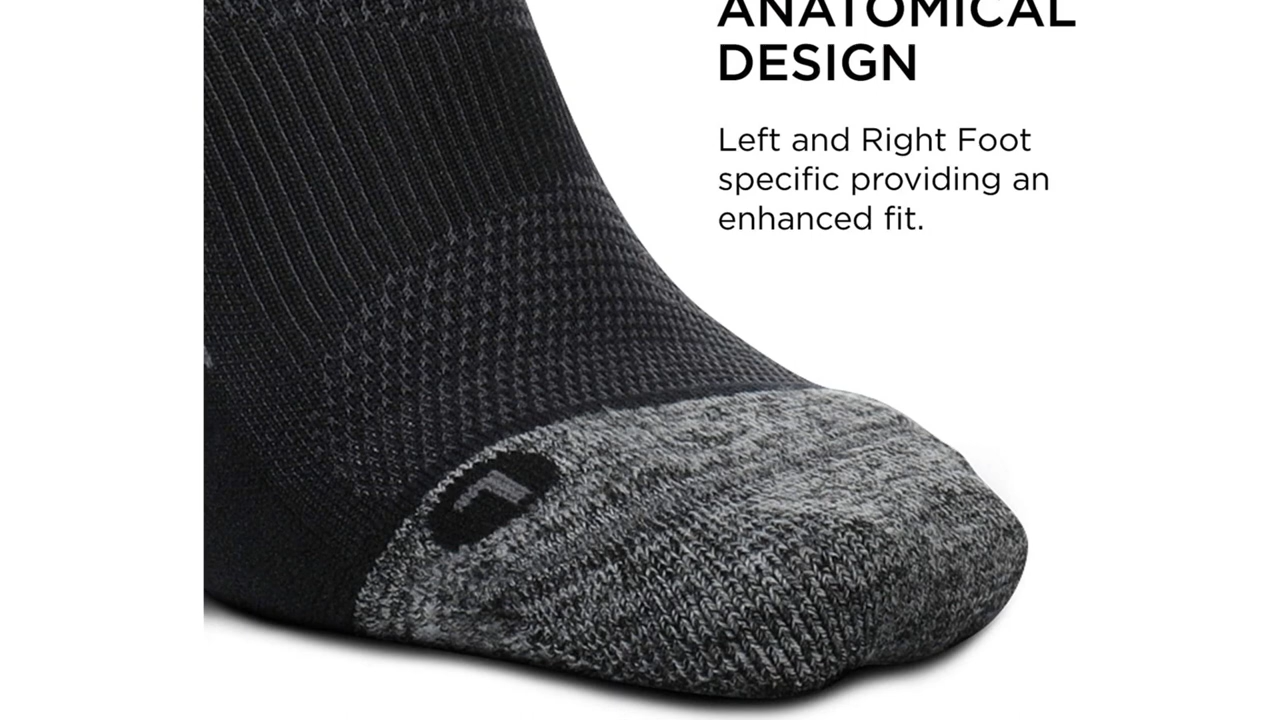 ANATOMICAL
DESIGN
Left and Right Foot
specific providing an
enhanced fit.
L